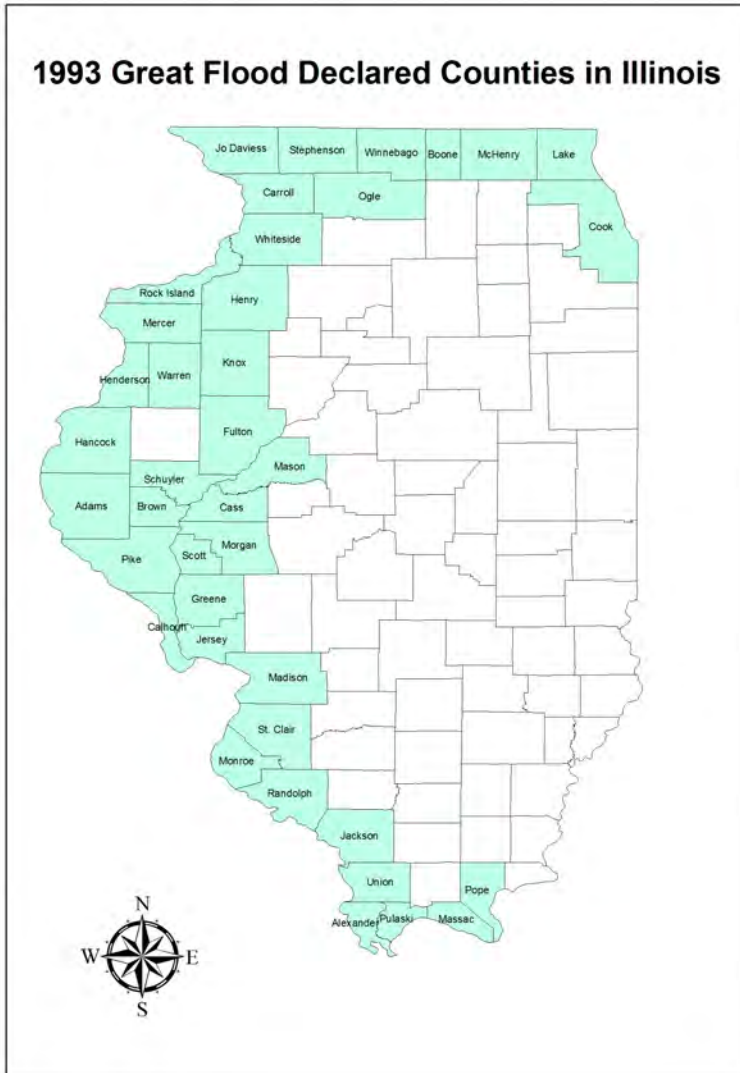 1993 Great Flood Declared Counties in Illinois
Jo Daviess
Stephenson
Winnebago
Boone
McHenry
Lake
Carroll
Ogle
Cook
Whiteside
Rock Island
Henry
Mercer
Knox
Henderson
Warren
Fulton
Hancock
Mason
Schuyler
Adams
Brown
Cass
Pike
Scott
Morgan
Greene
Calhoun
Jersey
Madison
St. Clair
Monroe
Randolph
Jackson
Union
Pope
Alexander
Pulaski
Massac
N
W
E
S